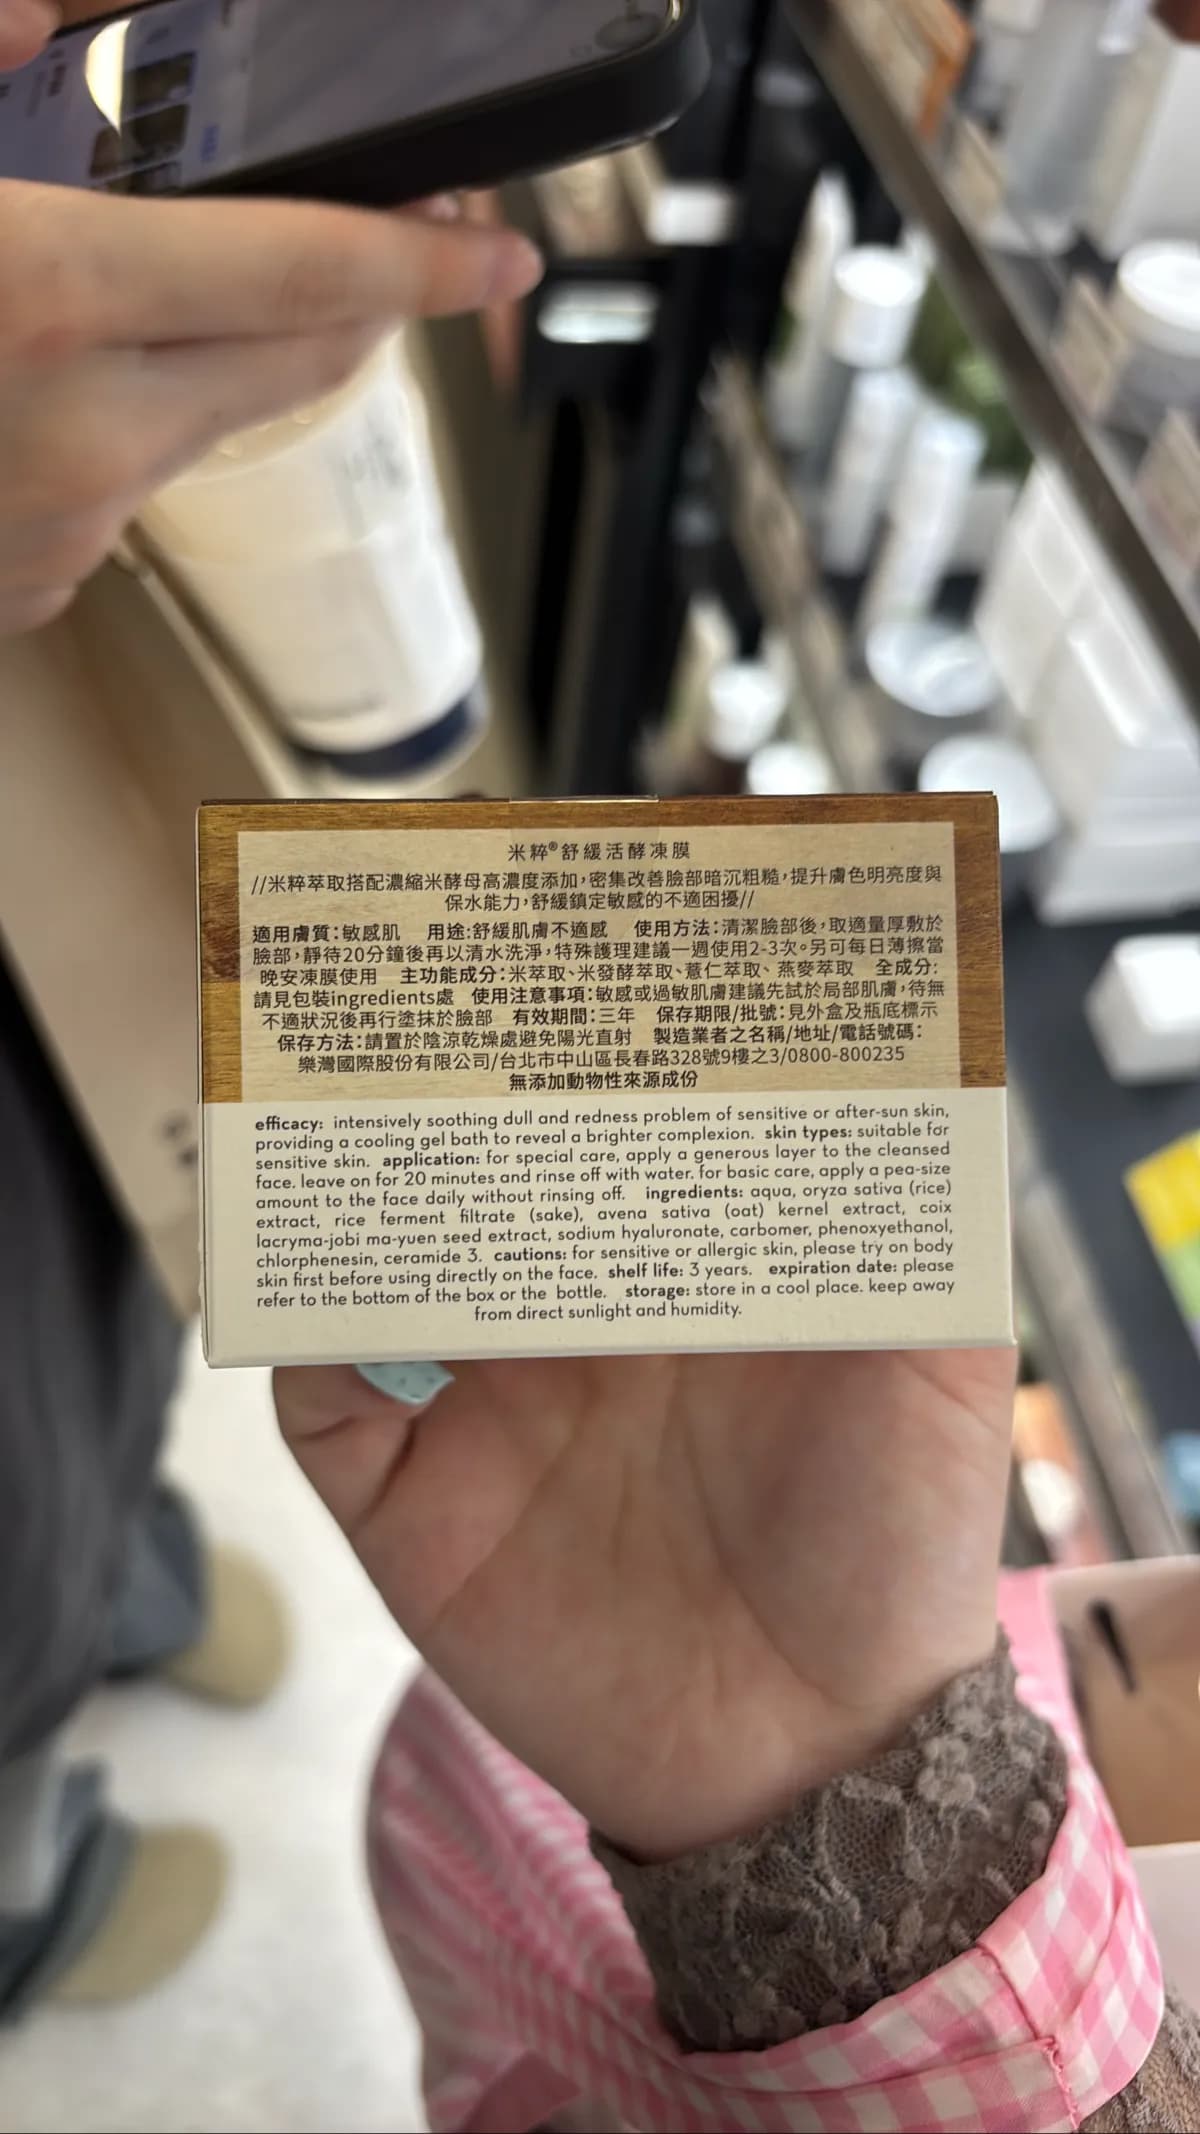 米粹®舒緩活酵凍膜
//米粹萃取搭配濃縮米酵母高濃度添加，密集改善臉部暗沉粗糙，提升膚色明亮度與
保水能力，舒緩鎮定敏感的不適困擾//
適用膚質：敏感肌　用途:舒緩肌膚不適感　使用方法：清潔臉部後，取適量厚敷於
臉部，靜待20分鐘後再以清水洗淨，特殊護理建議一週使用2-3次。另可每日薄擦當
晚安凍膜使用　主功能成分：米萃取、米發酵萃取、薏仁萃取、燕麥萃取　全成分：
請見包裝ingredients處　使用注意事項：敏感或過敏肌膚建議先試於局部肌膚，待無
不適狀況後再行塗抹於臉部　有效期間：三年　保存期限/批號：見外盒及瓶底標示
保存方法：請置於陰涼乾燥處避免陽光直射　製造業者之名稱/地址/電話號碼：
樂灣國際股份有限公司/台北市中山區長春路328號9樓之3/0800-800235
無添加動物性來源成份
efficacy: intensively soothing dull and redness problem of sensitive or after-sun skin,
providing a cooling gel bath to reveal a brighter complexion. skin types: suitable for
sensitive skin. application: for special care, apply a generous layer to the cleansed
face. leave on for 20 minutes and rinse off with water. for basic care, apply a pea-size
amount to the face daily without rinsing off. ingredients: aqua, oryza sativa (rice)
extract, rice ferment filtrate (sake), avena sativa (oat) kernel extract, coix
lacryma-jobi ma-yuen seed extract, sodium hyaluronate, carbomer, phenoxyethanol,
chlorphenesin, ceramide 3. cautions: for sensitive or allergic skin, please try on body
skin first before using directly on the face. shelf life: 3 years. expiration date: please
refer to the bottom of the box or the bottle. storage: store in a cool place. keep away
from direct sunlight and humidity.